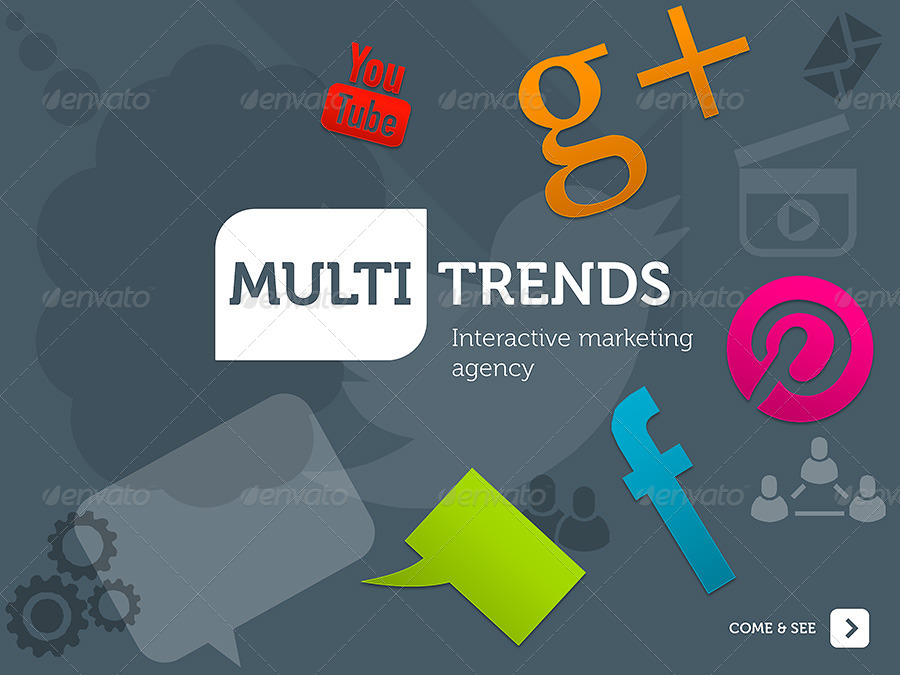 You
Tube
g+
MULTI TRENDS
Interactive marketing
agency
f
COME & SEE
envato